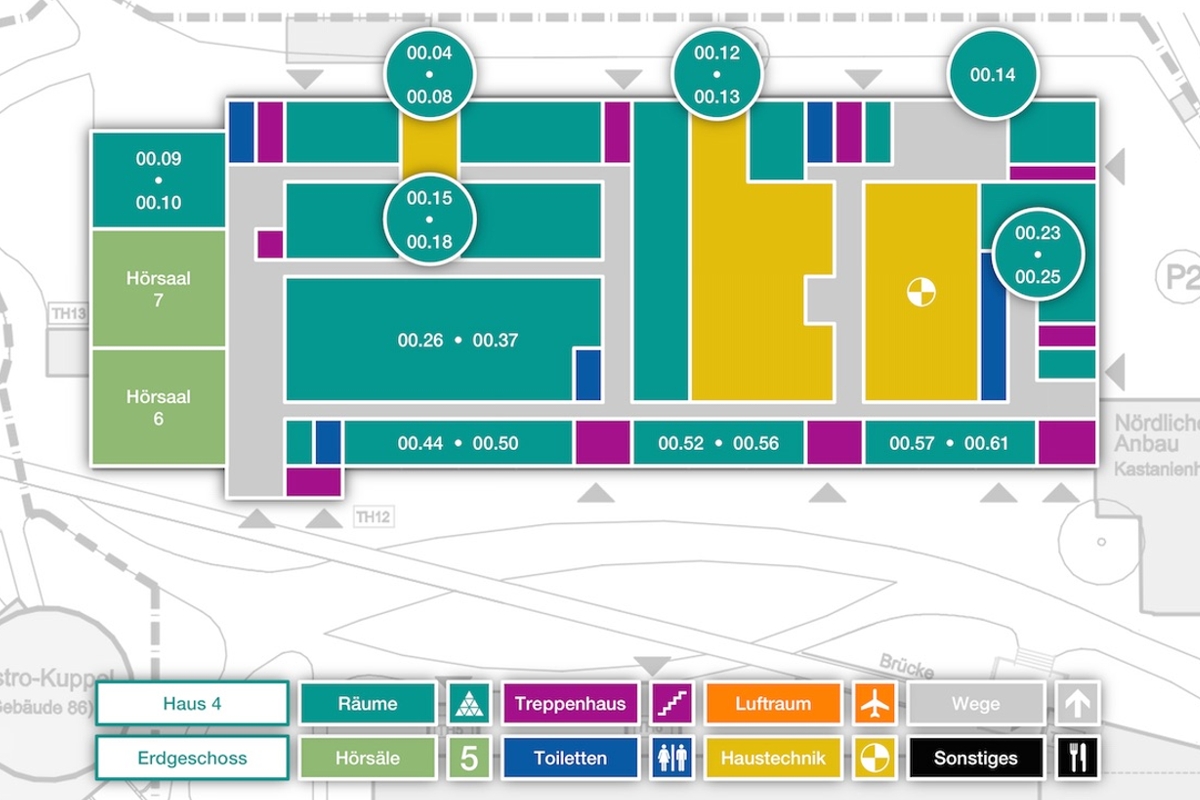 00.04
•
00.08
00.12
•
00.13
00.14
00.09
•
00.10
00.15
•
00.18
00.23
•
00.25
Hörsaal
7
P2
TH13
00.26 • 00.37
Hörsaal
6
00.44 • 00.50
00.52 • 00.56
00.57 • 00.61
Nördliche
Anbau
Kastanienh
TH12
Brücke
stro-Kuppel
Gebäude 86)
Haus 4
Räume
Treppenhaus
Luftraum
Wege
Erdgeschoss
Hörsäle
5
Toiletten
Haustechnik
Sonstiges